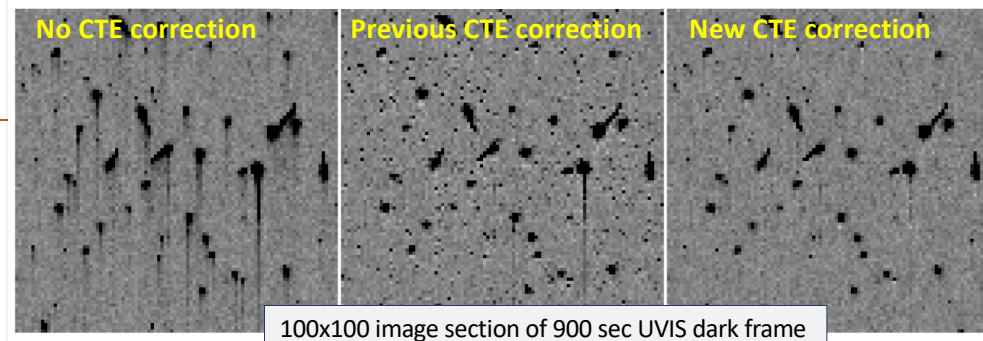 No CTE correction
Previous CTE correction
New CTE correction
100x100 image section of 900 sec UVIS dark frame